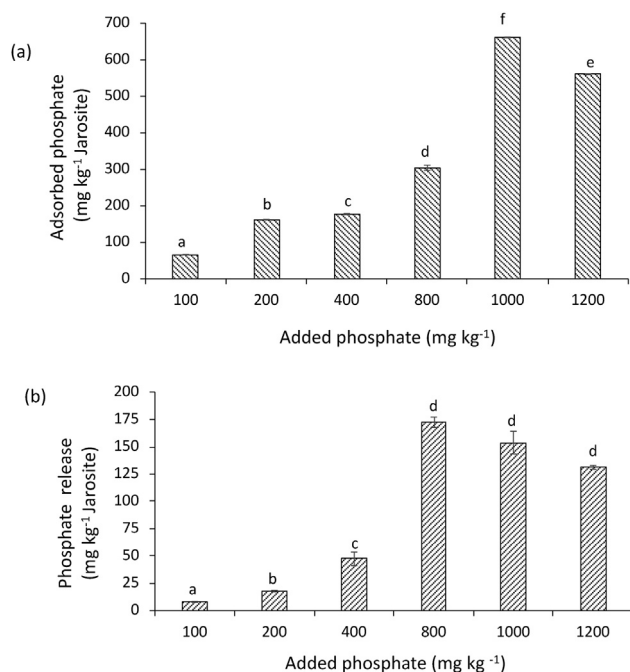 (a)
Adsorbed phosphate
(mg kg⁻¹ Jarosite)
700
600
500
400
300
200
100
0
a
b
c
d
f
e
100 200 400 800 1000 1200
Added phosphate (mg kg⁻¹)
(b)
Phosphate release
(mg kg⁻¹ Jarosite)
200
175
150
125
100
75
50
25
0
a
b
c
d
d
d
100 200 400 800 1000 1200
Added phosphate (mg kg⁻¹)